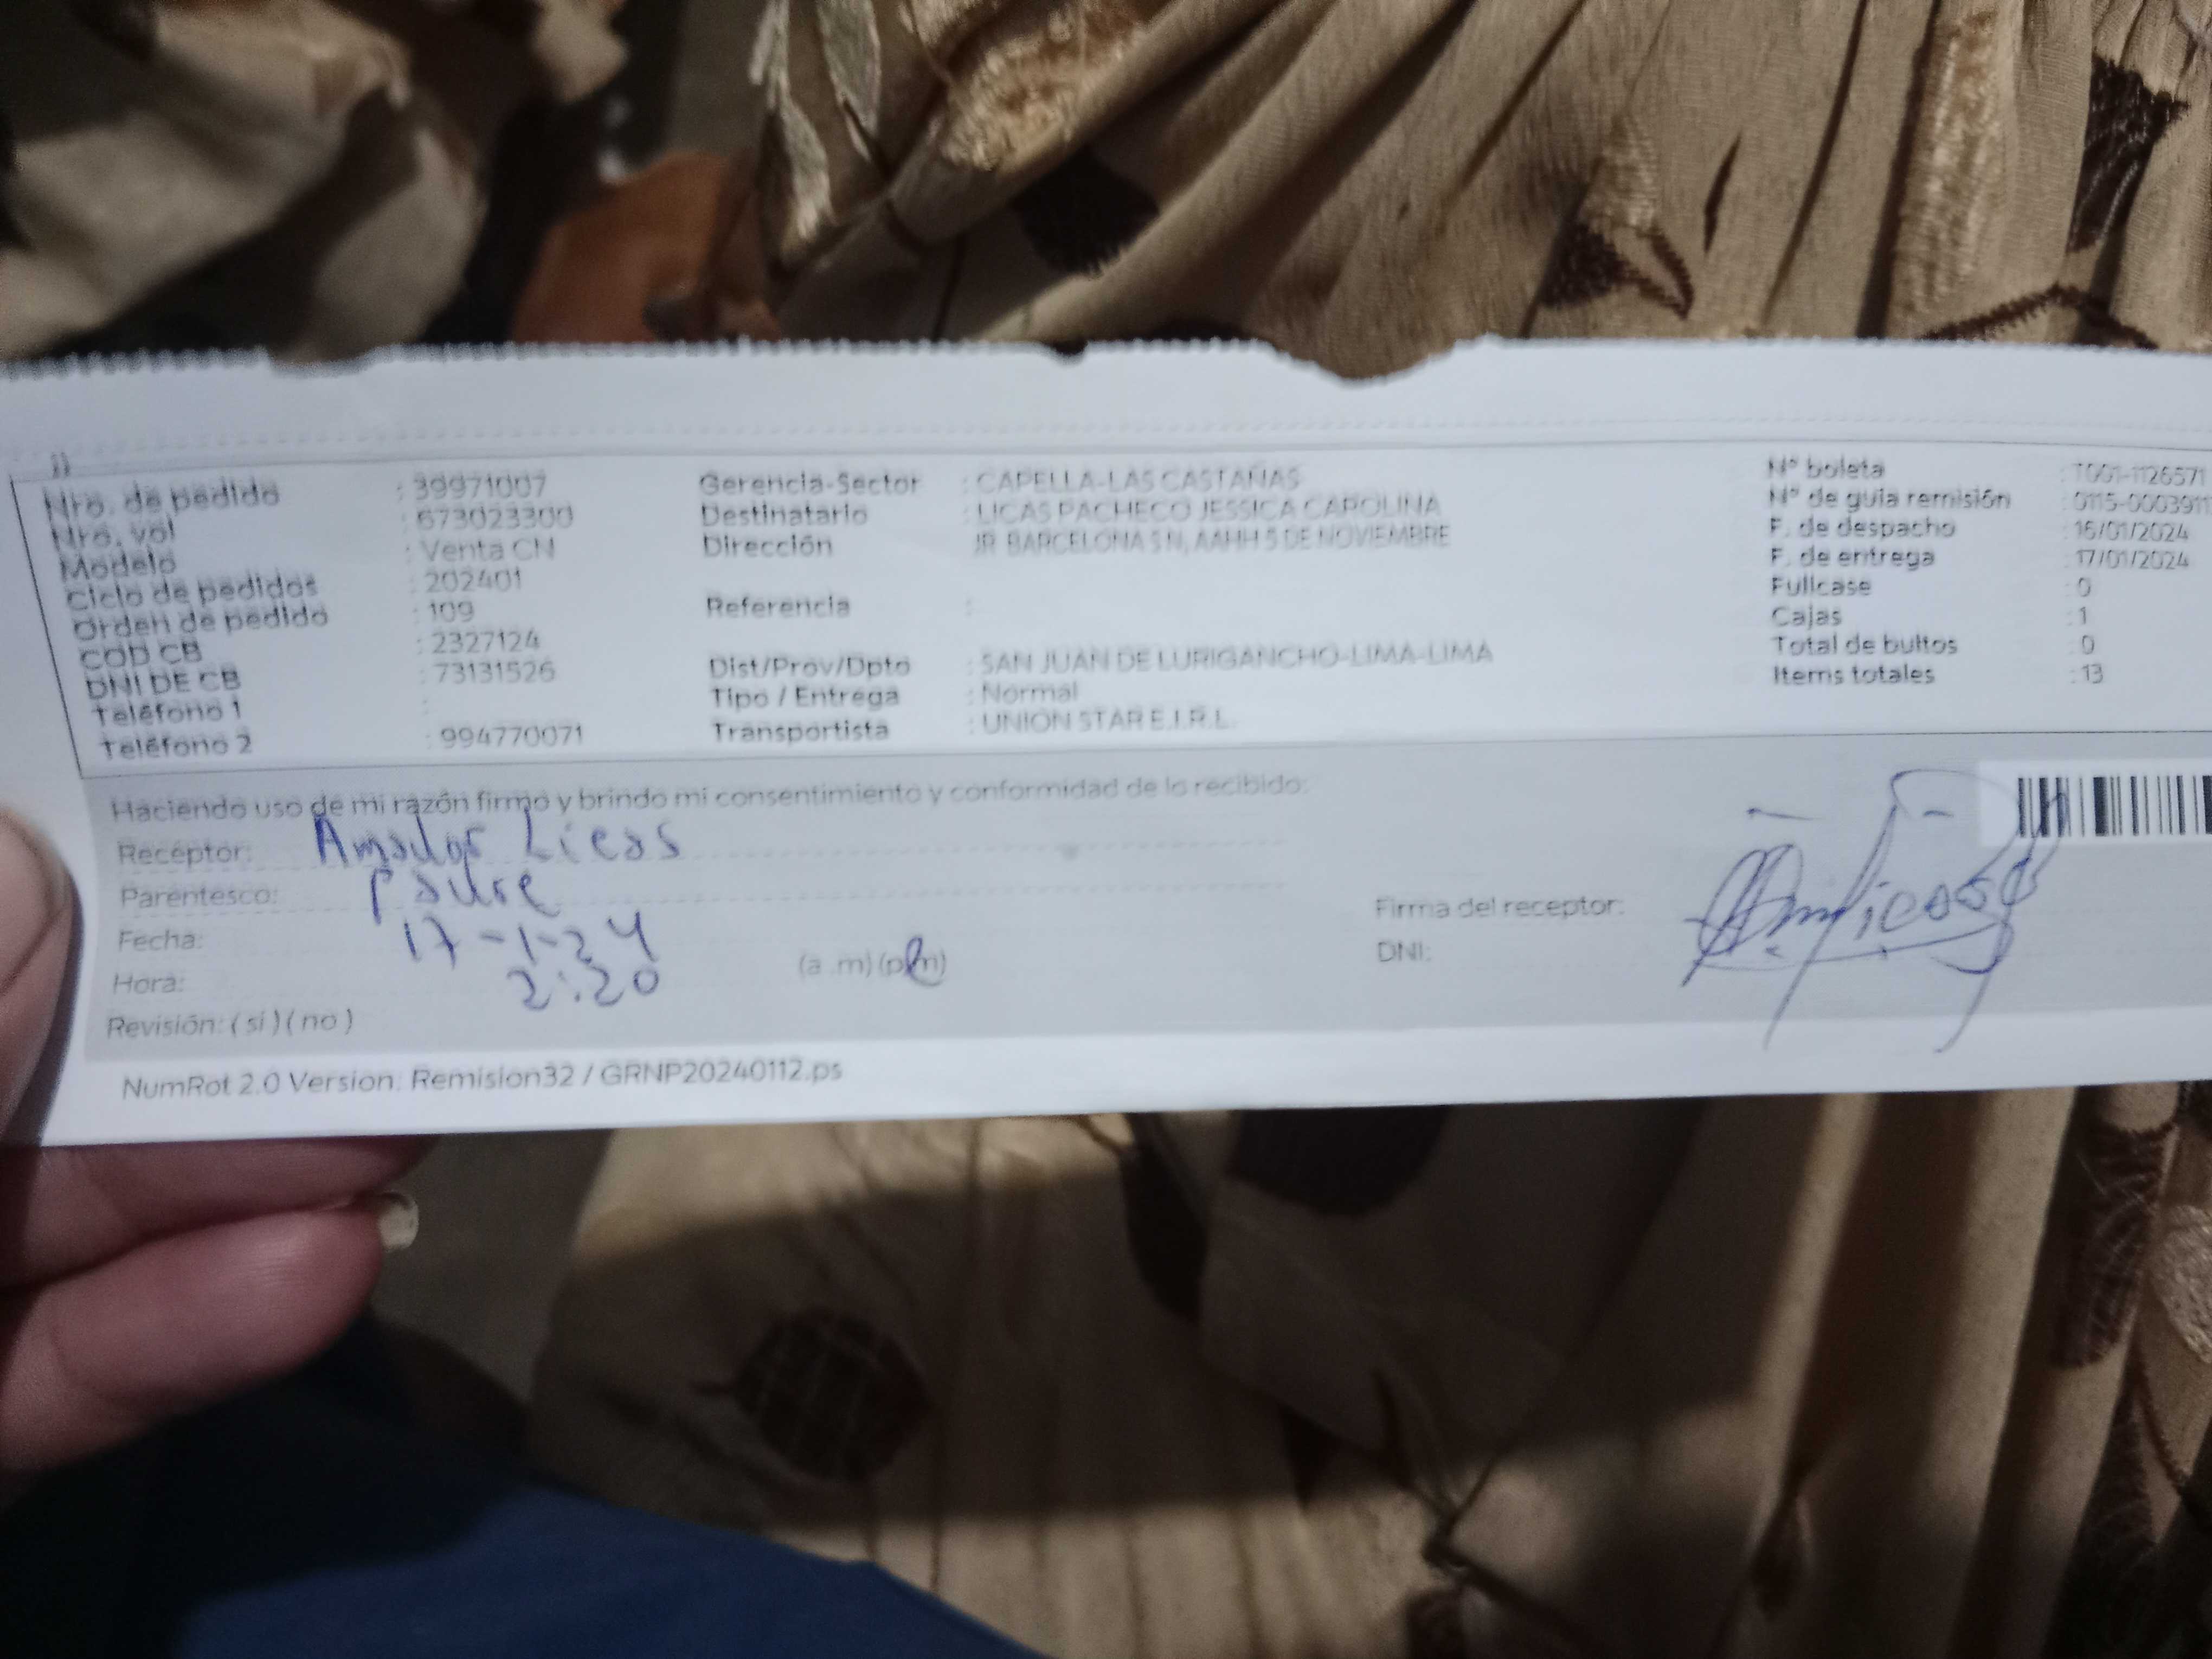 Nro. de pedido : 39971007
Nro. vol : 673023300
Modelo : Venta CN
Ciclo de pedidos : 202401
Orden de pedido : 109
COD CB : 2327124
DNI DE CB : 73131526
Teléfono 1 :
Teléfono 2 : 994770071
Gerencia-Sector : CAPELLA-LAS CASTAÑAS
Destinatario : LICAS PACHECO JESSICA CAROLINA
Dirección : JR BARCELONA S N, AAHH 5 DE NOVIEMBRE
Referencia :
Dist/Prov/Dpto : SAN JUAN DE LURIGANCHO-LIMA-LIMA
Tipo / Entrega : Normal
Transportista : UNION STAR E.I.R.L.
N° boleta : T001-1126571
N° de guia remisión : 0115-0003911
F. de despacho : 16/01/2024
F. de entrega : 17/01/2024
Fullcase : 0
Cajas : 1
Total de bultos : 0
Items totales : 13
Haciendo uso de mi razón firmo y brindo mi consentimiento y conformidad de lo recibido:
Receptor: Amador Licas
Parentesco: Padre
Fecha: 17-1-24
Hora: 2:20 (a .m) (p.m)
Revisión: ( si ) ( no )
Firma del receptor:
DNI:
NumRot 2.0 Version: Remision32 / GRNP20240112.ps